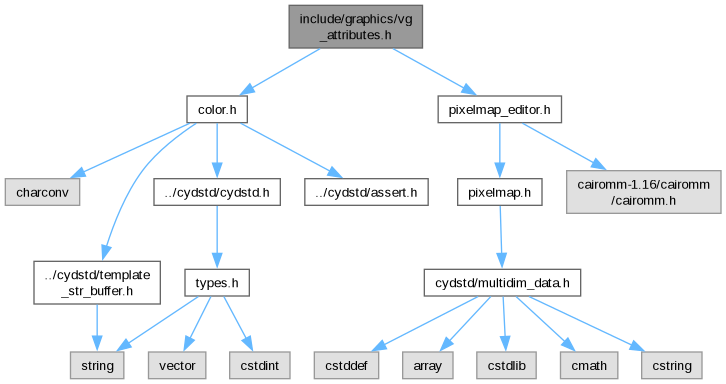 include/graphics/vg
_attributes.h
color.h
pixelmap_editor.h
charconv
../cydstd/cydstd.h
../cydstd/assert.h
pixelmap.h
cairomm-1.16/cairomm
/cairomm.h
../cydstd/template
_str_buffer.h
types.h
cydstd/multidim_data.h
string
vector
cstdint
cstddef
array
cstdlib
cmath
cstring